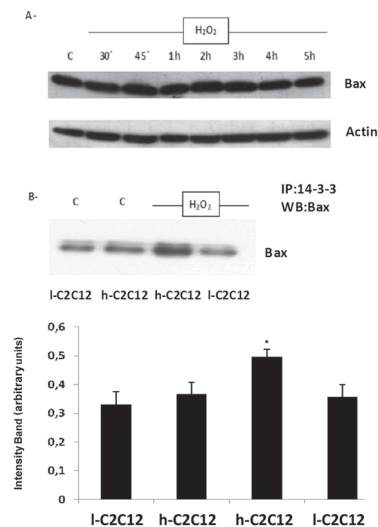 A-
H₂O₂
C 30´ 45´ 1h 2h 3h 4h 5h
Bax
Actin
B-
C C H₂O₂
IP:14-3-3
WB:Bax
Bax
l-C2C12 h-C2C12 h-C2C12 l-C2C12
Intensity Band (arbitrary units)
0,6
0,5
*
0,4
0,3
0,2
0,1
0
l-C2C12 h-C2C12 h-C2C12 l-C2C12